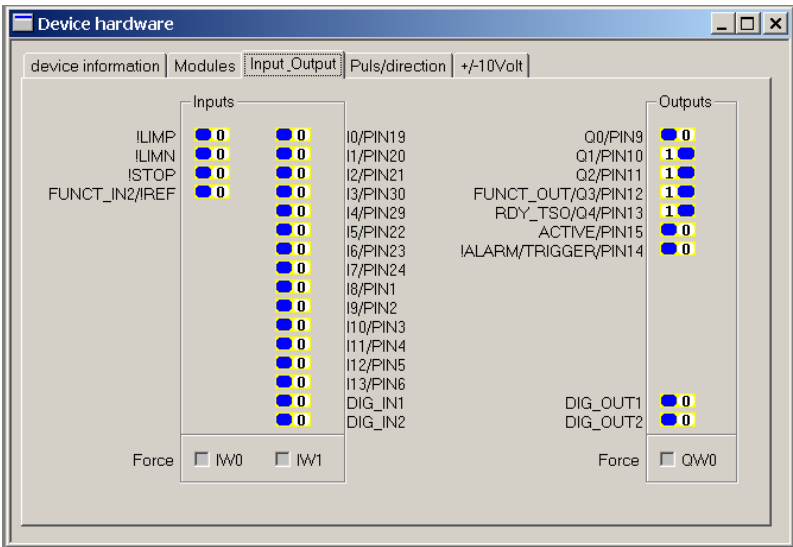 Device hardware
device information Modules Input_Output Puls/direction +/-10Volt
Inputs Outputs
!LIMP 0 0 I0/PIN19 Q0/PIN9 0
!LIMN 0 0 I1/PIN20 Q1/PIN10 1
!STOP 0 0 I2/PIN21 Q2/PIN11 1
FUNCT_IN2/!REF 0 0 I3/PIN30 FUNCT_OUT/Q3/PIN12 1
0 I4/PIN29 RDY_TSO/Q4/PIN13 1
0 I5/PIN22 ACTIVE/PIN15 0
0 I6/PIN23 !ALARM/TRIGGER/PIN14 0
0 I7/PIN24
0 I8/PIN1
0 I9/PIN2
0 I10/PIN3
0 I11/PIN4
0 I12/PIN5
0 I13/PIN6
0 DIG_IN1 DIG_OUT1 0
0 DIG_IN2 DIG_OUT2 0
Force IW0 IW1 Force QW0